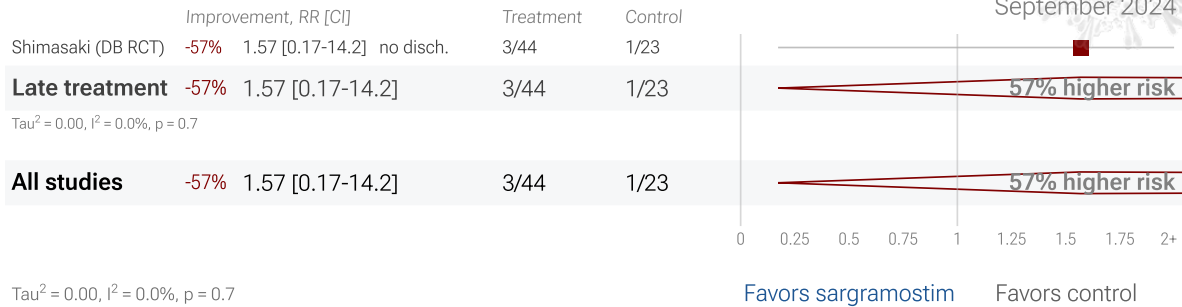 September 2024
Improvement, RR [CI] Treatment Control
Shimasaki (DB RCT) -57% 1.57 [0.17-14.2] no disch. 3/44 1/23
Late treatment -57% 1.57 [0.17-14.2] 3/44 1/23 57% higher risk
Tau² = 0.00, I² = 0.0%, p = 0.7
All studies -57% 1.57 [0.17-14.2] 3/44 1/23 57% higher risk
0 0.25 0.5 0.75 1 1.25 1.5 1.75 2+
Tau² = 0.00, I² = 0.0%, p = 0.7 Favors sargramostim Favors control